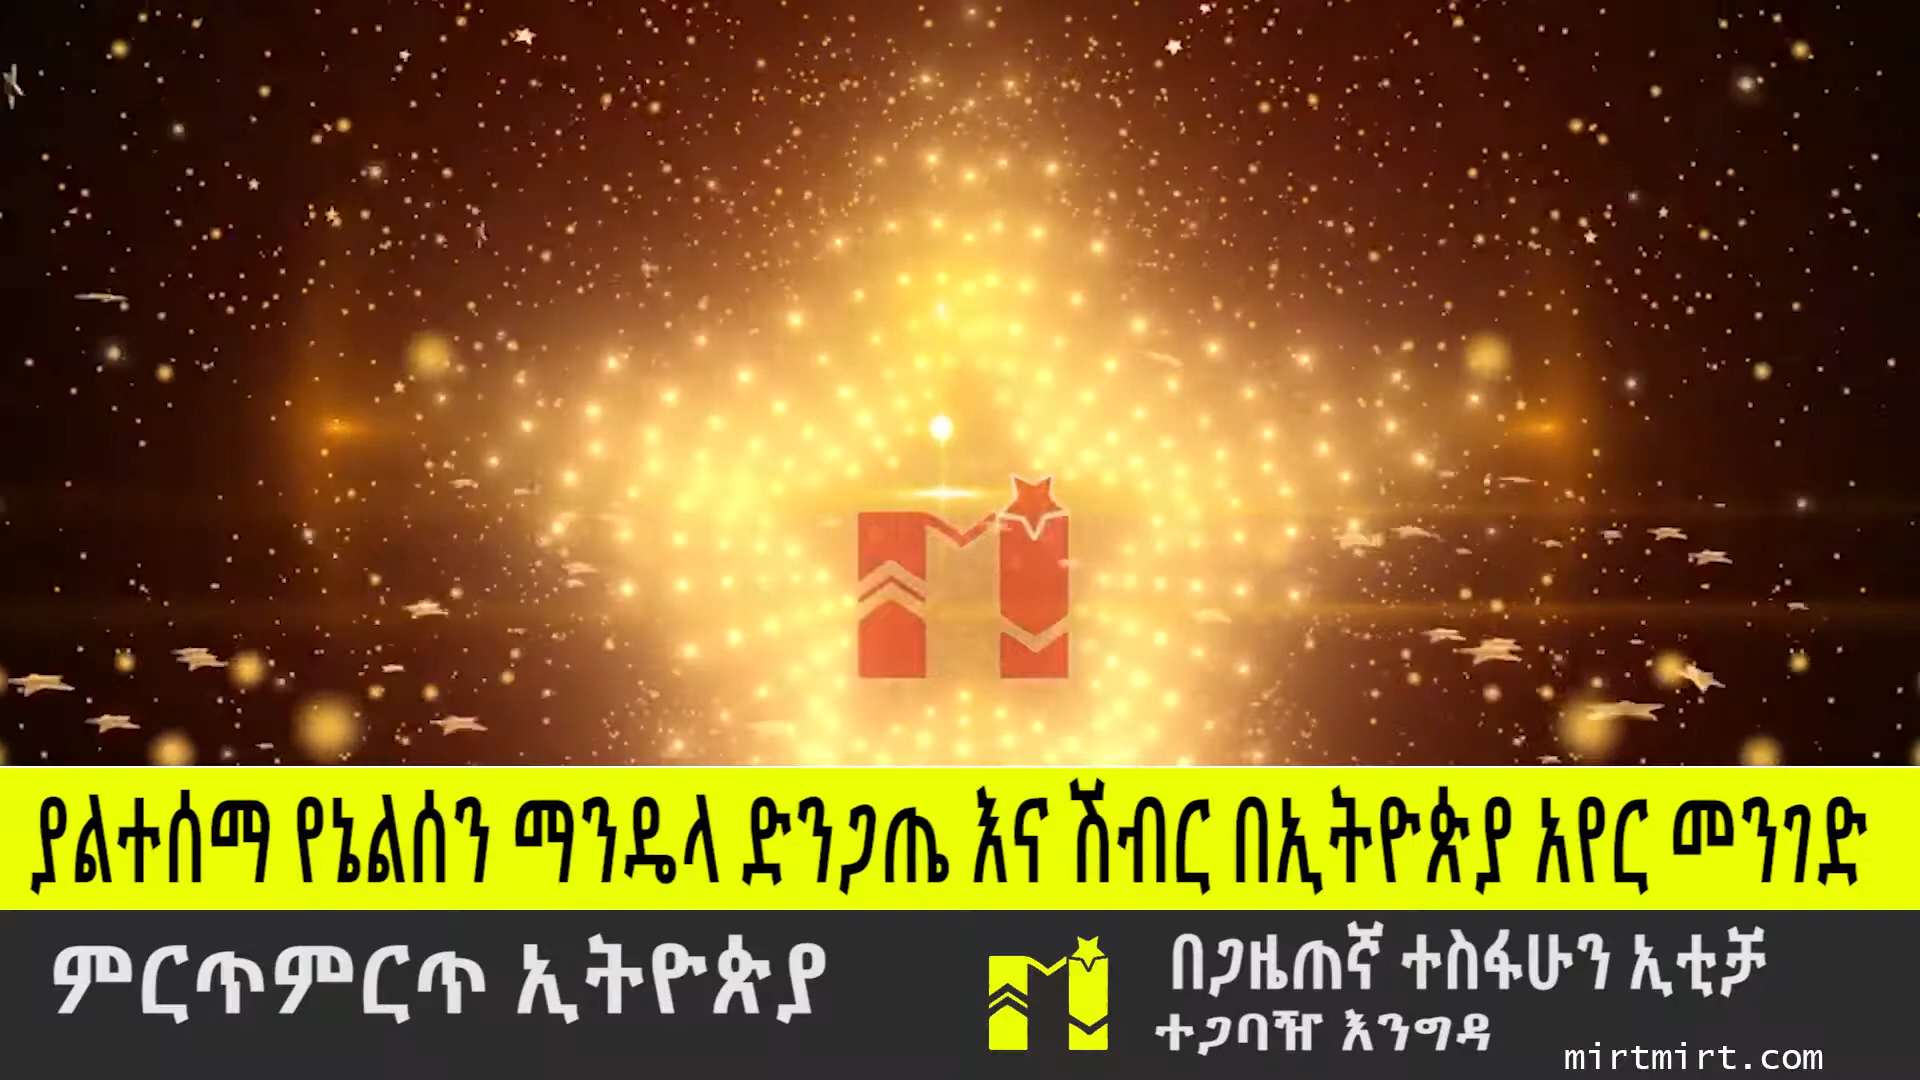 ያልተሰማ የኔልሰን ማንዴላ ድንጋጤ እና ሽብር በኢትዮጵያ አየር መንገድ
ምርጥምርጥ ኢትዮጵያ
በጋዜጠኛ ተስፋሁን ኢቲቻ
ተጋባዥ እንግዳ
mirtmirt.com